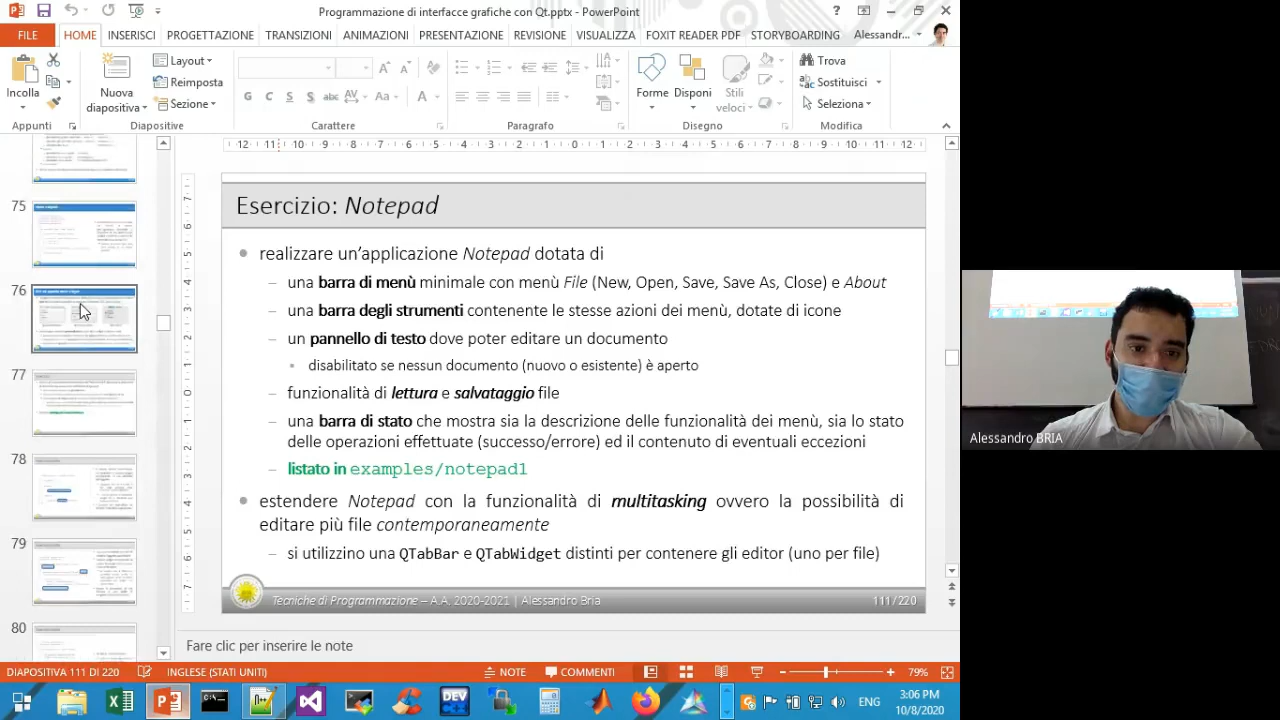 Programmazione di interfacce grafiche con Qt.pptx - PowerPoint
FILE HOME INSERISCI PROGETTAZIONE TRANSIZIONI ANIMAZIONI PRESENTAZIONE REVISIONE VISUALIZZA FOXIT READER PDF STORYBOARDING Alessandr...
Incolla
Nuova diapositiva
Layout
Reimposta
Sezione
Forme
Disponi
Stili veloci
Trova
Sostituisci
Seleziona
Appunti Diapositive Carattere Paragrafo Disegno Modifica
75
76
77
78
79
80
Esercizio: Notepad
realizzare un'applicazione Notepad dotata di
– una barra di menù minimale con menù File (New, Open, Save, Save As, Close) e About
– una degli strumenti contenente le stesse azioni dei menù, dotate di icone
– un pannello di testo dove poter editare un documento
disabilitato se nessun documento (nuovo o esistente) è aperto
– funzionalità di lettura e salvataggio file
– una barra di stato che mostra sia la descrizione delle funzionalità dei menù, sia lo stato
delle operazioni effettuate (successo/errore) ed il contenuto di eventuali eccezioni
– listato in examples/notepad1
estendere Notepad con la funzionalità di multitasking ovvero la possibilità di
editare più file contemporaneamente
– si utilizzino una QTabBar e QTabWidget distinti per contenere gli editor (uno per file)
Tecniche di Programmazione – A.A. 2020-2021 | Alessandro Bria
111/220
Fare clic per inserire le note
DIAPOSITIVA 111 DI 220 INGLESE (STATI UNITI) NOTE COMMENTI 79%
DEV
ENG
3:06 PM
10/8/2020
Alessandro BRIA